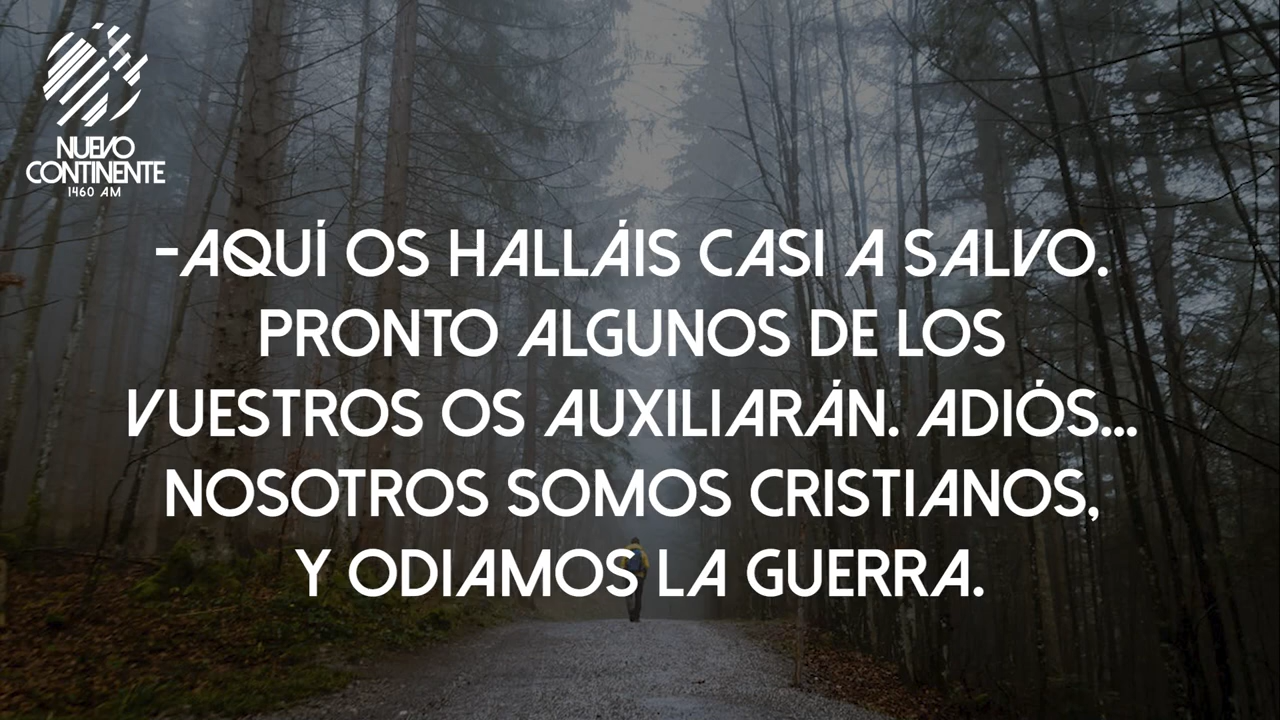 NUEVO
CONTINENTE
1460 AM
-AQUÍ OS HALLÁIS CASI A SALVO.
PRONTO ALGUNOS DE LOS
VUESTROS OS AUXILIARÁN. ADIÓS...
NOSOTROS SOMOS CRISTIANOS,
Y ODIAMOS LA GUERRA.